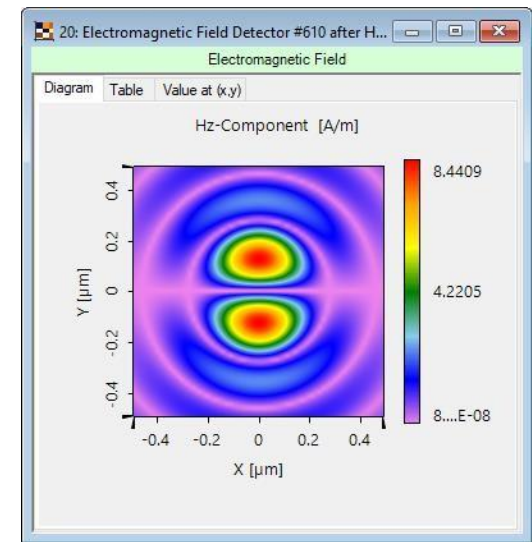 20: Electromagnetic Field Detector #610 after H...
Electromagnetic Field
Diagram Table Value at (x,y)
Hz-Component [A/m]
8.4409
4.2205
8....E-08
0.4
0.2
0
-0.2
-0.4
Y [µm]
-0.4 -0.2 0 0.2 0.4
X [µm]